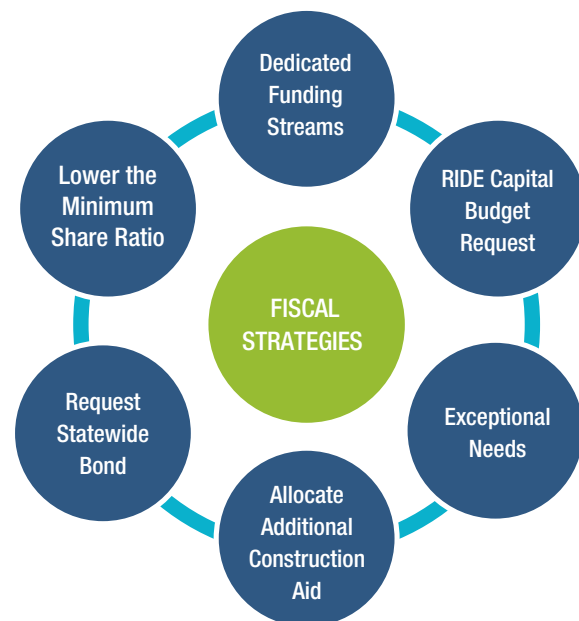 Dedicated
Funding
Streams
RIDE Capital
Budget
Request
Exceptional
Needs
Allocate
Additional
Construction
Aid
Request
Statewide
Bond
Lower the
Minimum
Share Ratio
FISCAL
STRATEGIES